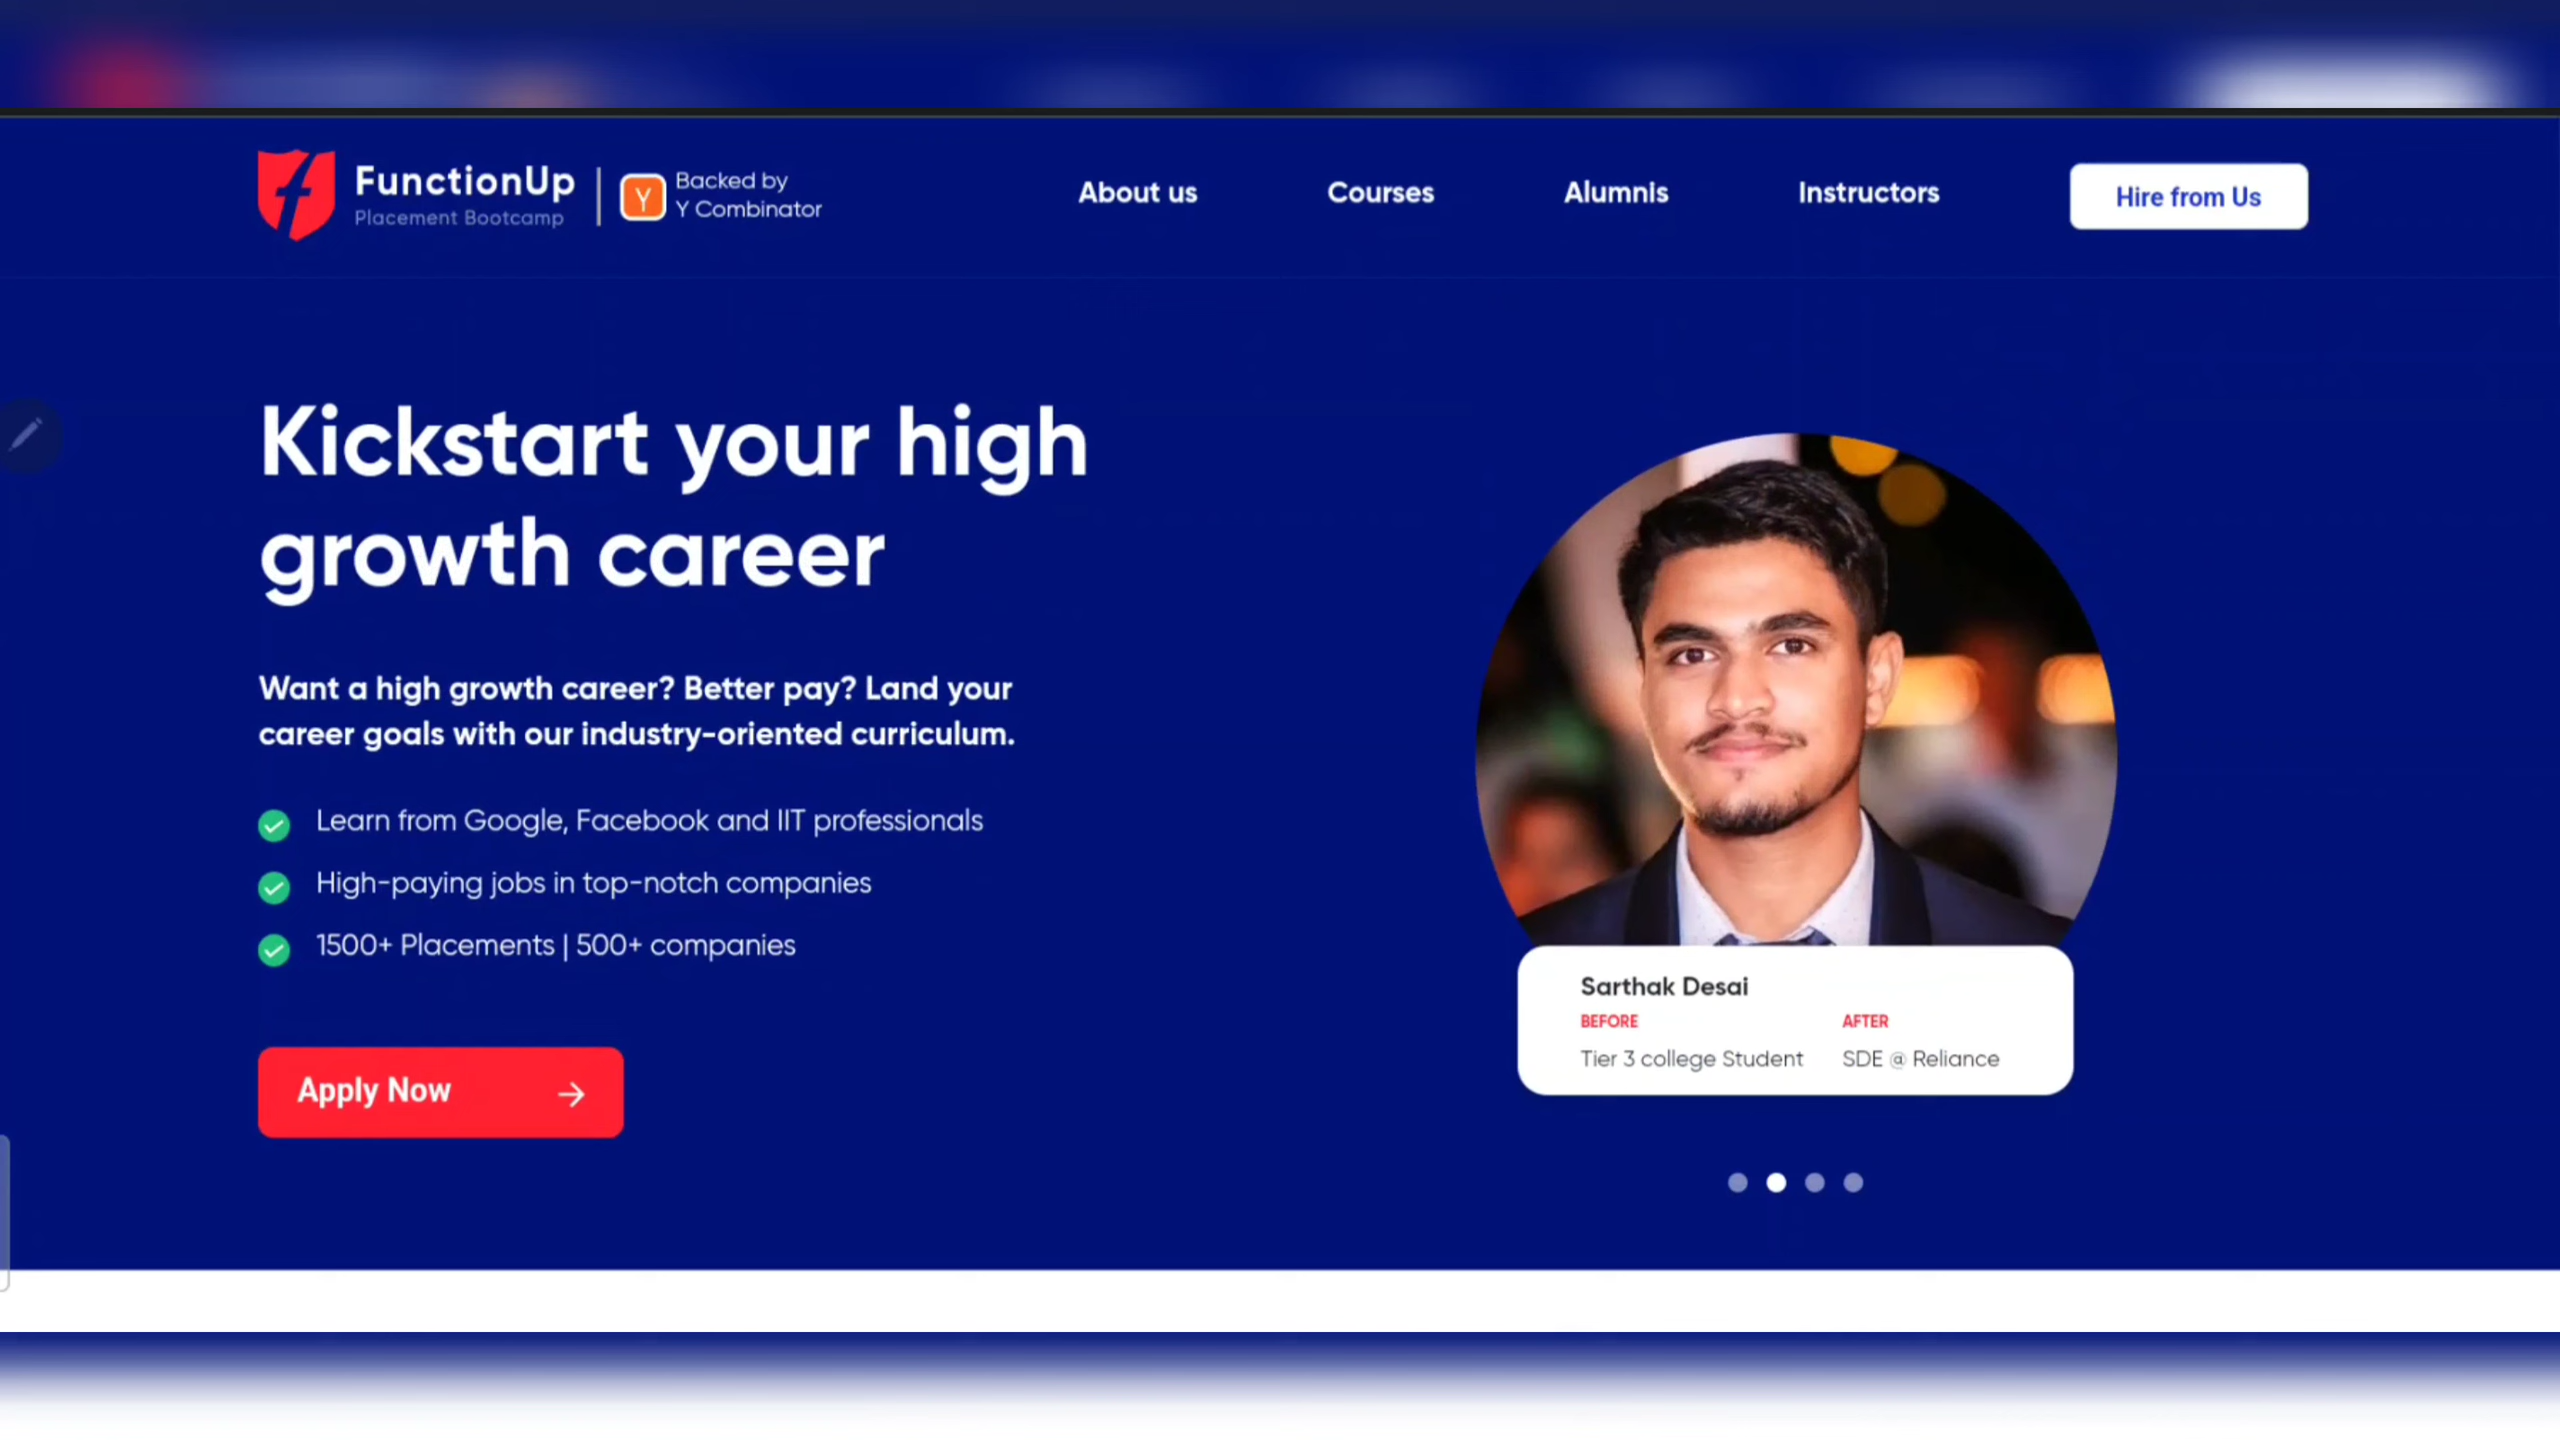 FunctionUp
Placement Bootcamp
Y
Backed by
Y Combinator
About us
Courses
Alumnis
Instructors
Hire from Us
Kickstart your high
growth career
Want a high growth career? Better pay? Land your
career goals with our industry-oriented curriculum.
Learn from Google, Facebook and IIT professionals
High-paying jobs in top-notch companies
1500+ Placements | 500+ companies
Apply Now
Sarthak Desai
BEFORE
AFTER
Tier 3 college Student
SDE @ Reliance